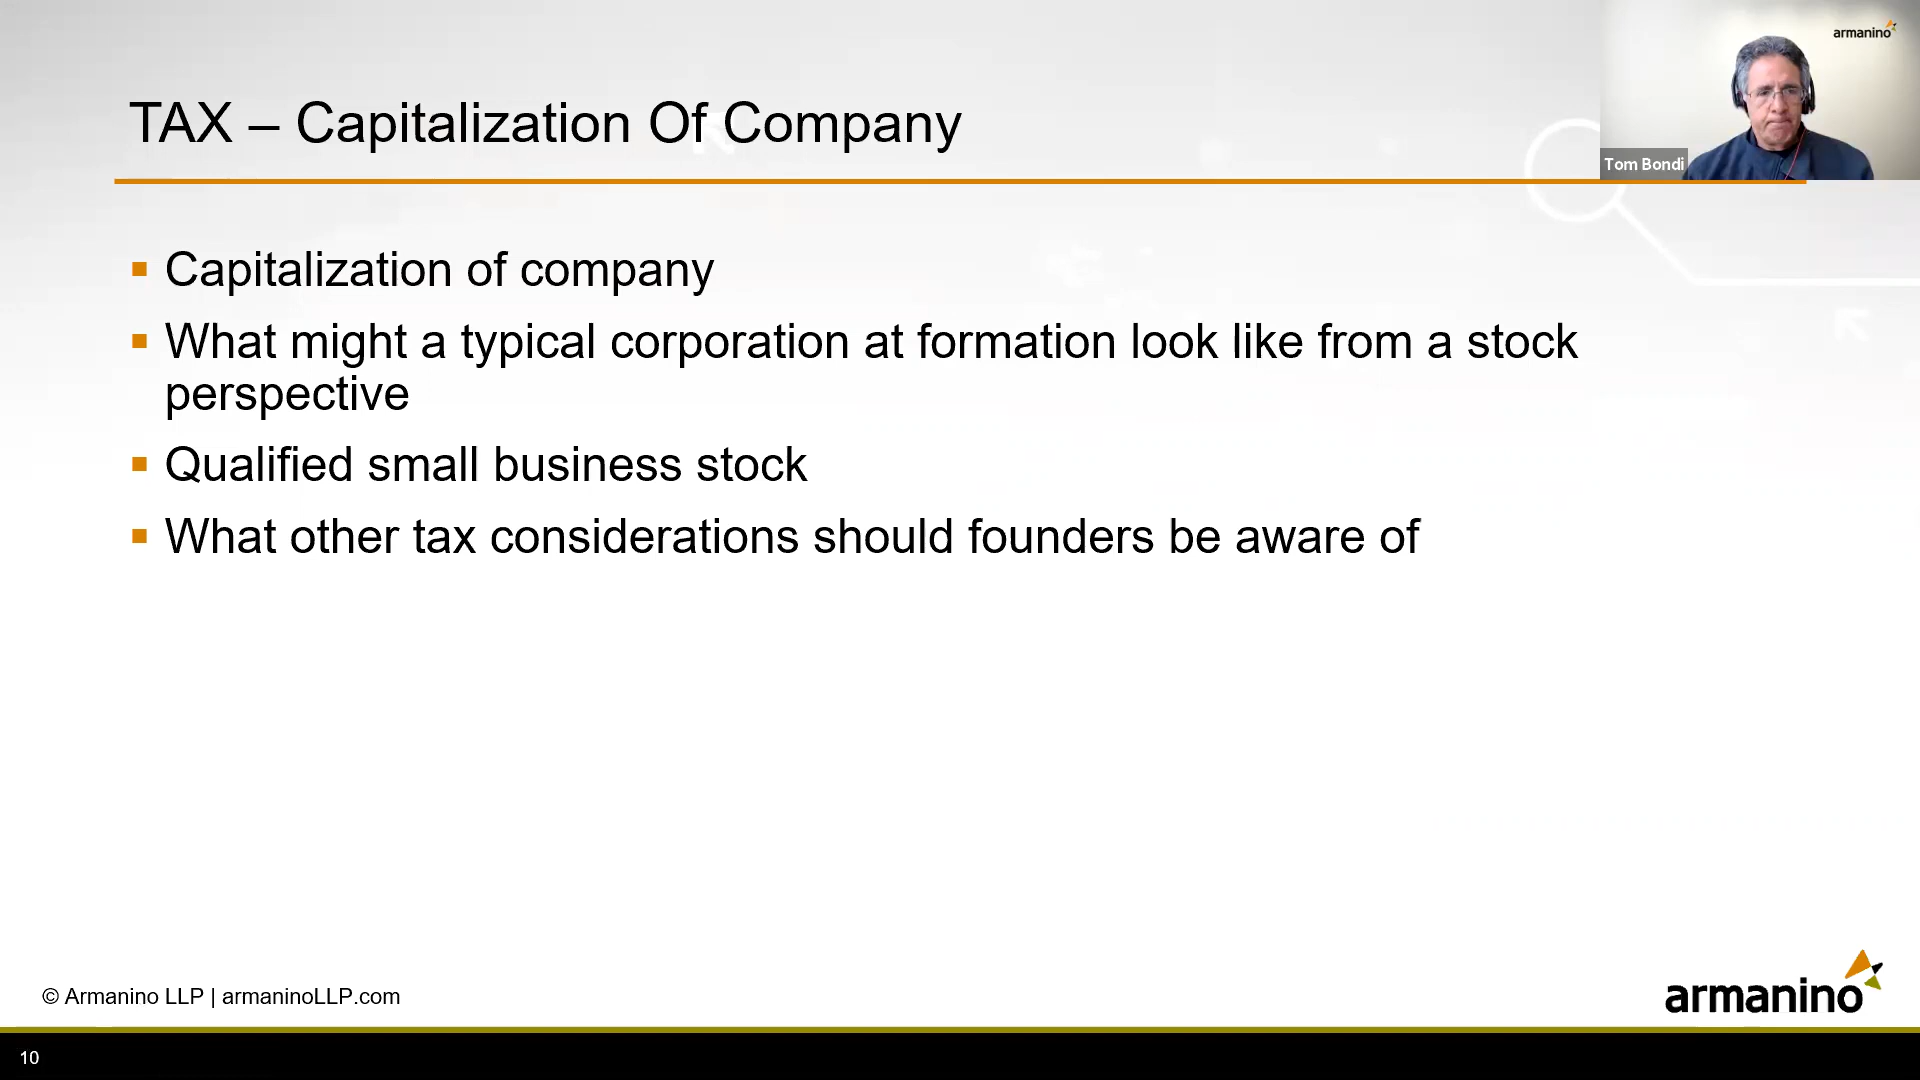 armanino
TAX – Capitalization Of Company
Tom Bondi
Capitalization of company
What might a typical corporation at formation look like from a stock
perspective
Qualified small business stock
What other tax considerations should founders be aware of
© Armanino LLP | armaninoLLP.com
armanino
10